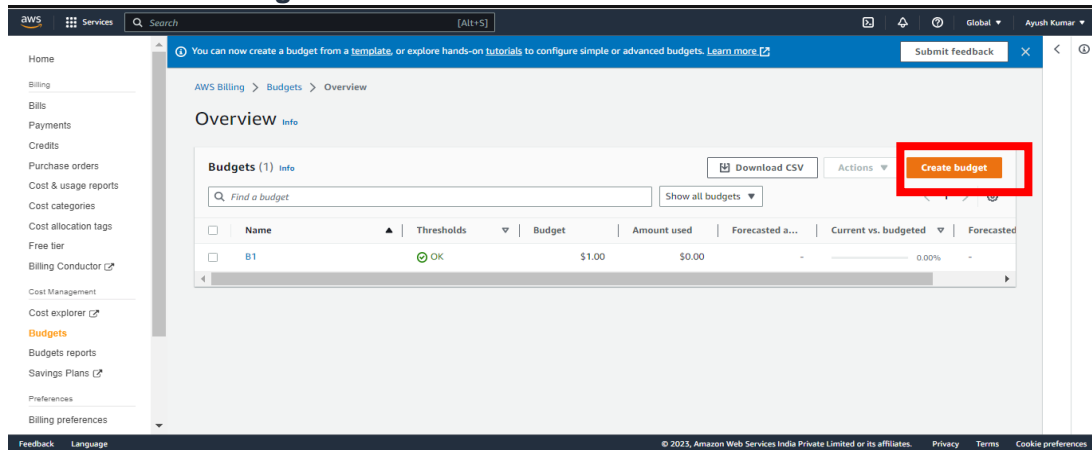 aws Services Search [Alt+S] Global ▼ Ayush Kumar ▼
You can now create a budget from a template, or explore hands-on tutorials to configure simple or advanced budgets. Learn more Submit feedback
Home
Billing
Bills
Payments
Credits
Purchase orders
Cost & usage reports
Cost categories
Cost allocation tags
Free tier
Billing Conductor
Cost Management
Cost explorer
Budgets
Budgets reports
Savings Plans
Preferences
Billing preferences
AWS Billing > Budgets > Overview
Overview Info
Budgets (1) Info Download CSV Actions ▼ Create budget
Find a budget Show all budgets ▼ 1
Name Thresholds Budget Amount used Forecasted a... Current vs. budgeted Forecasted
B1 OK $1.00 $0.00 - 0.00% -
Feedback Language © 2023, Amazon Web Services India Private Limited or its affiliates. Privacy Terms Cookie preferences